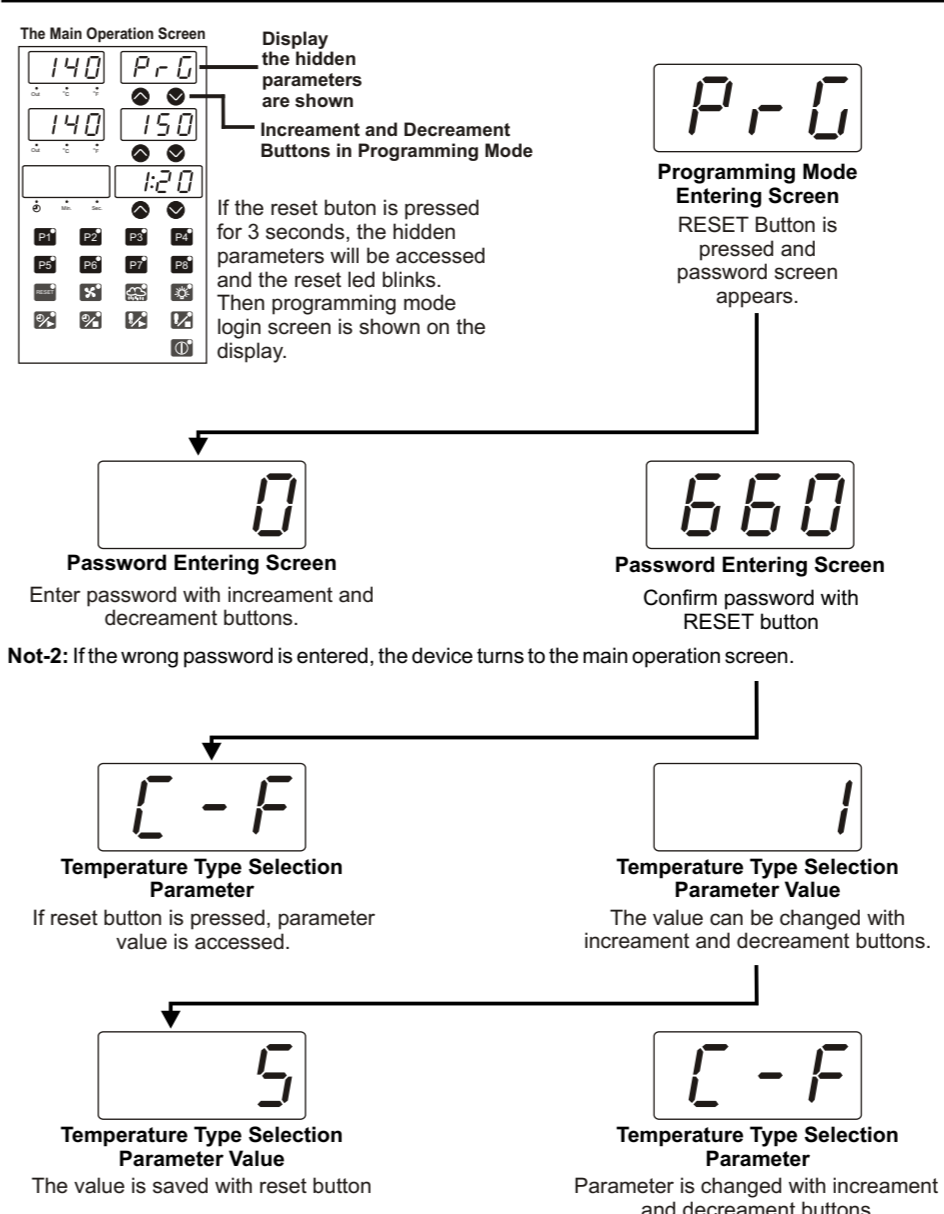 The Main Operation Screen
Display
the hidden
parameters
are shown
140 PrG
Out °C °F
Increament and Decreament
Buttons in Programming Mode
140 150
Out °C °F
1:20
Min. Sec.
P1 P2 P3 P4
P5 P6 P7 P8
RESET
If the reset buton is pressed
for 3 seconds, the hidden
parameters will be accessed
and the reset led blinks.
Then programming mode
login screen is shown on the
display.
PrG
Programming Mode
Entering Screen
RESET Button is
pressed and
password screen
appears.
0
Password Entering Screen
Enter password with increament and
decreament buttons.
660
Password Entering Screen
Confirm password with
RESET button
Not-2: If the wrong password is entered, the device turns to the main operation screen.
C-F
Temperature Type Selection
Parameter
If reset button is pressed, parameter
value is accessed.
1
Temperature Type Selection
Parameter Value
The value can be changed with
increament and decreament buttons.
5
Temperature Type Selection
Parameter Value
The value is saved with reset button
C-F
Temperature Type Selection
Parameter
Parameter is changed with increament
and decreament buttons